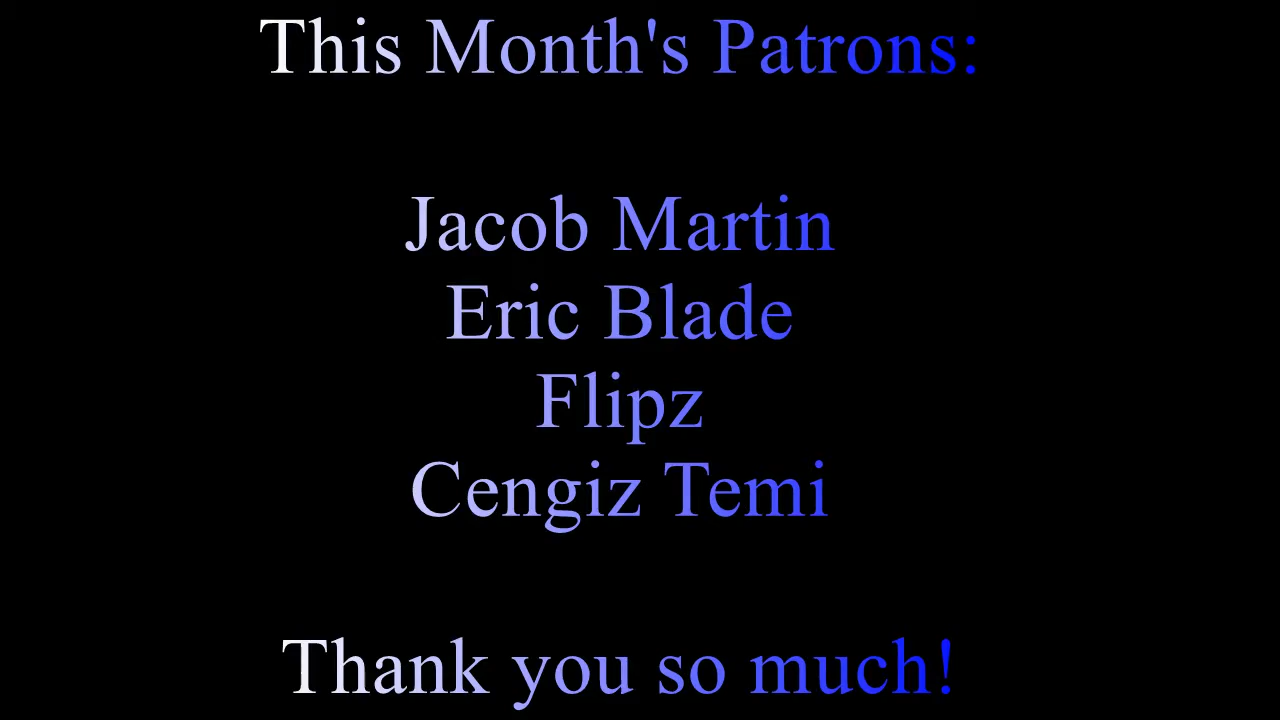 This Month's Patrons:
Jacob Martin
Eric Blade
Flipz
Cengiz Temi
Thank you so much!